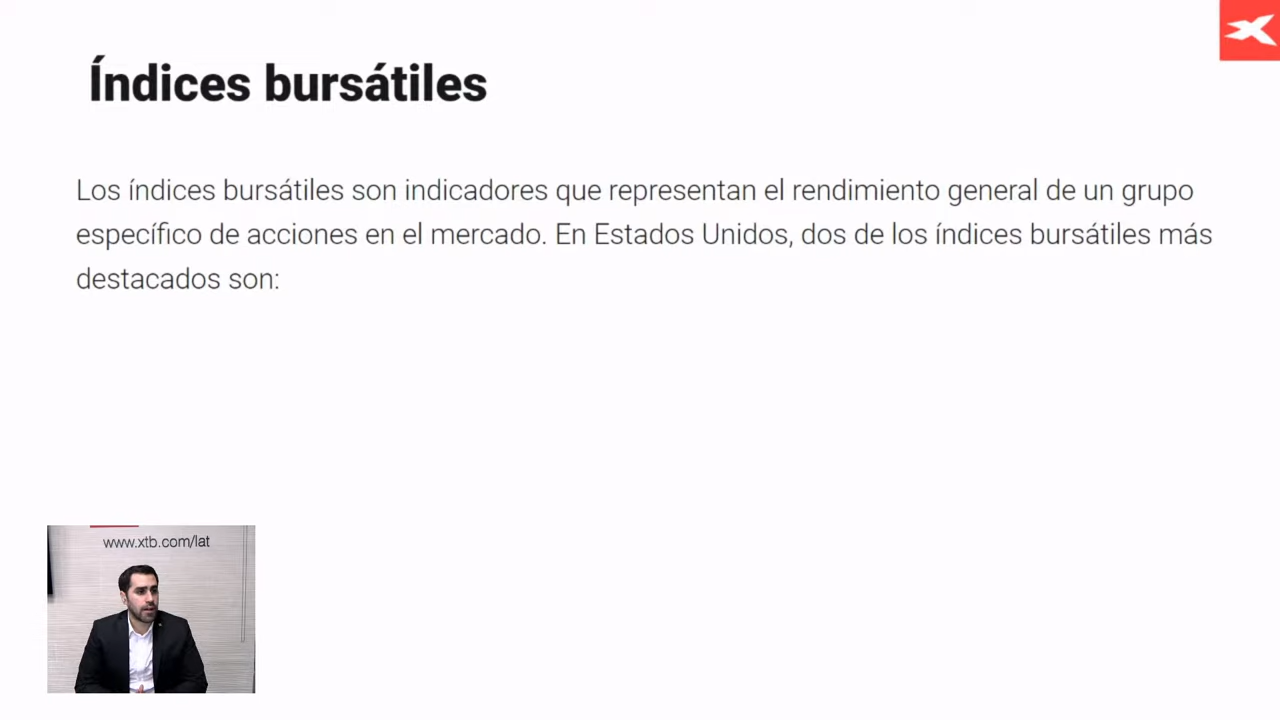 Índices bursátiles
Los índices bursátiles son indicadores que representan el rendimiento general de un grupo
específico de acciones en el mercado. En Estados Unidos, dos de los índices bursátiles más
destacados son:
www.xtb.com/lat